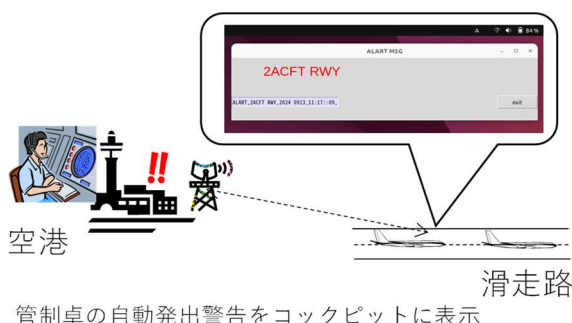 A ? 84%
ALART MSG
2ACFT RWY
ALART,2ACFT RWY,2024 0913_11:17::09,
exit
!!
空港
滑走路
管制卓の自動発出警告をコックピットに表示